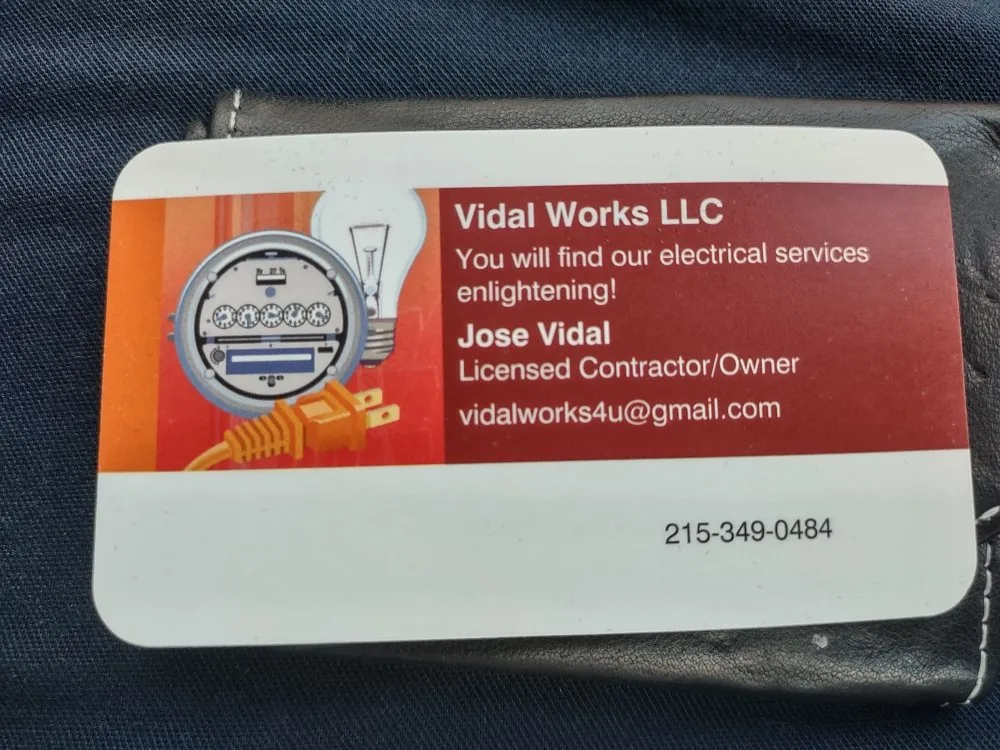 Vidal Works LLC
You will find our electrical services
enlightening!
Jose Vidal
Licensed Contractor/Owner
vidalworks4u@gmail.com
215-349-0484